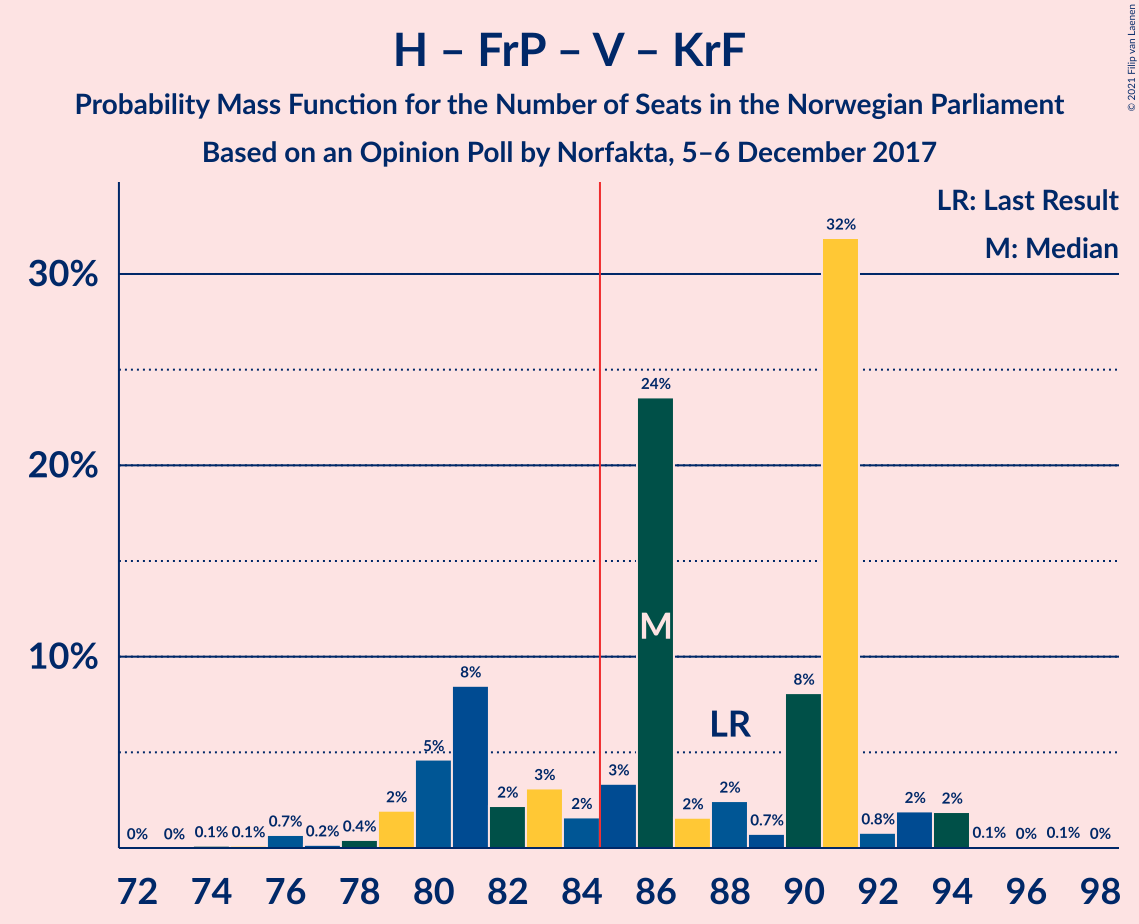 H – FrP – V – KrF
Probability Mass Function for the Number of Seats in the Norwegian Parliament
Based on an Opinion Poll by Norfakta, 5–6 December 2017
© 2021 Filip van Laenen
LR: Last Result
M: Median
30%
20%
10%
0% 0% 0.1% 0.1% 0.7% 0.2% 0.4% 2% 5% 8% 2% 3% 2% 3% 24% 2% 2% 0.7% 8% 32% 0.8% 2% 2% 0.1% 0% 0.1% 0%
M
LR
72 74 76 78 80 82 84 86 88 90 92 94 96 98